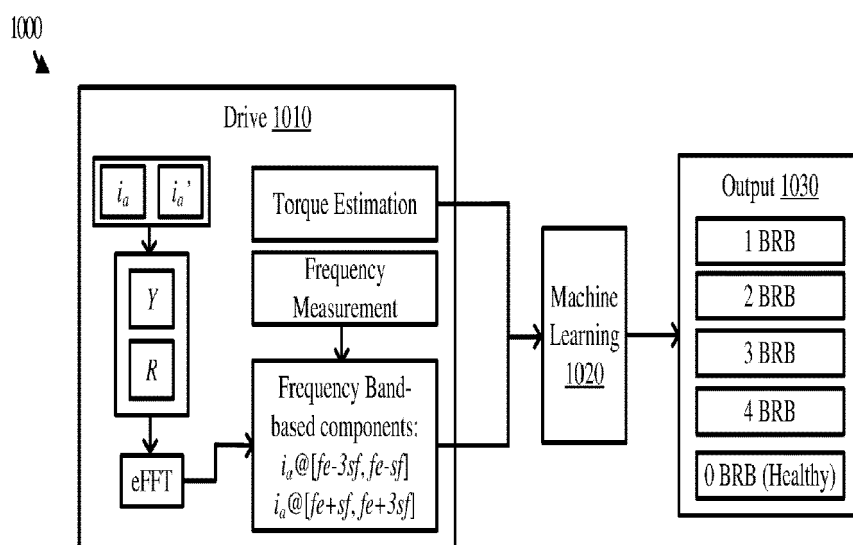 1000
Drive 1010
i_a i_a'
Y
R
eFFT
Torque Estimation
Frequency
Measurement
Frequency Band-
based components:
i_a@[fe-3sf, fe-sf]
i_a@[fe+sf, fe+3sf]
Machine
Learning
1020
Output 1030
1 BRB
2 BRB
3 BRB
4 BRB
0 BRB (Healthy)